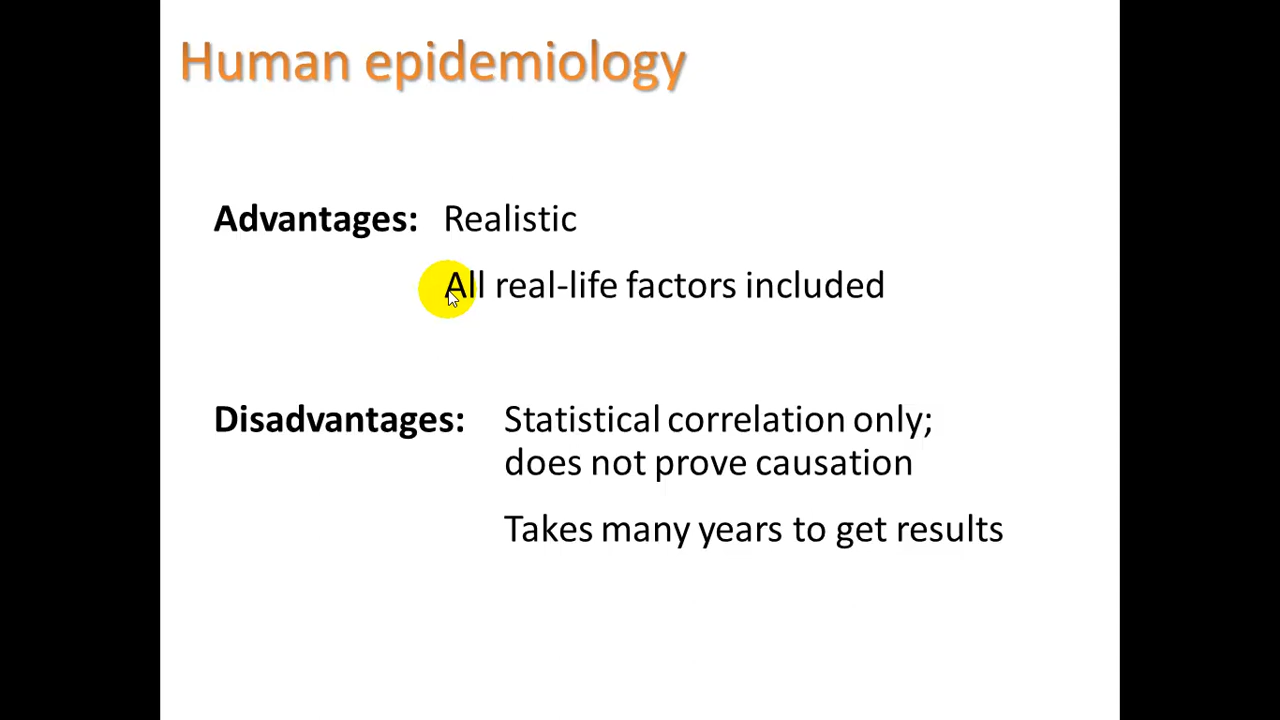 Human epidemiology
Advantages: Realistic
All real-life factors included
Disadvantages: Statistical correlation only;
does not prove causation
Takes many years to get results